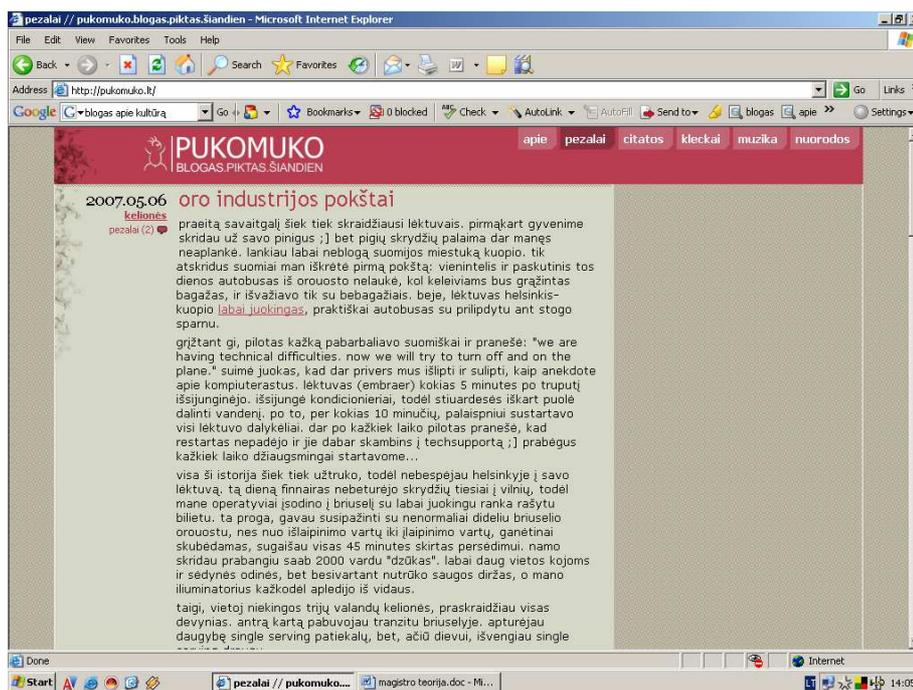 pezalai // pukomuko.blogas.piktas.šiandien - Microsoft Internet Explorer
File Edit View Favorites Tools Help
Back Search Favorites
Address http://pukomuko.lt/ Go Links
Google blogas apie kultūrą Go Bookmarks 0 blocked Check AutoLink AutoFill Send to blogas apie Settings
PUKOMUKO
BLOGAS.PIKTAS.ŠIANDIEN
apie pezalai citatos kleckai muzika nuorodos
2007.05.06
kelionės
pezalai (2)
oro industrijos pokštai
praeitą savaitgalį šiek tiek skraidžiausi lėktuvais. pirmąkart gyvenime
skridau už savo pinigus ;] bet pigių skrydžių palaima dar manęs
neaplankė. lankiau labai neblogą suomijos miestuką kuopio. tik
atskridus suomiai man iškrėtė pirmą pokštą: vienintelis ir paskutinis tos
dienos autobusas iš orouosto nelaukė, kol keleiviams bus grąžintas
bagažas, ir išvažiavo tik su bebagažiais. beje, lėktuvas helsinkis-
kuopio labai juokingas, praktiškai autobusas su prilipdytu ant stogo
sparnu.
grįžtant gi, pilotas kažką pabarbaliavo suomiškai ir pranešė: "we are
having technical difficulties. now we will try to turn off and on the
plane." suėmė juokas, kad dar privers mus išlipti ir sulipti, kaip anekdote
apie kompiuterastus. lėktuvas (embraer) kokias 5 minutes po truputį
išsijunginėjo. išsijungė kondicionieriai, todėl stiuardesės iškart puolė
dalinti vandenį. po to, per kokias 10 minučių, palaispniui sustartavo
visi lėktuvo dalykėliai. dar po kažkiek laiko pilotas pranešė, kad
restartas nepadėjo ir jie dabar skambins į techsupportą ;] prabėgus
kažkiek laiko džiaugsmingai startavome...
visa ši istorija šiek tiek užtruko, todėl nebespėjau helsinkyje į savo
lėktuvą. tą dieną finnairas nebeturėjo skrydžių tiesiai į vilnių, todėl
mane operatyviai įsodino į briuselį su labai juokingu ranka rašytu
bilietu. ta proga, gavau susipažinti su nenormaliai dideliu briuselio
orouostu, nes nuo išlaipinimo vartų iki įlaipinimo vartų, ganėtinai
skubėdamas, sugaišau visas 45 minutes skirtas persėdimui. namo
skridau prabangiu saab 2000 vardu "dzūkas". labai daug vietos kojoms
ir sėdynės odinės, bet besivartant nutrūko saugos diržas, o mano
iliuminatorius kažkodėl apledijo iš vidaus.
taigi, vietoj niekingos trijų valandų kelionės, praskraidžiau visas
devynias. antrą kartą pabuvojau tranzitu briuselyje. apturėjau
daugybę single serving patiekalų, bet, ačiū dievui, išvengiau single
Done Internet
Start pezalai // pukomuko.... magistro teorija.doc - Mi... LT 14:05